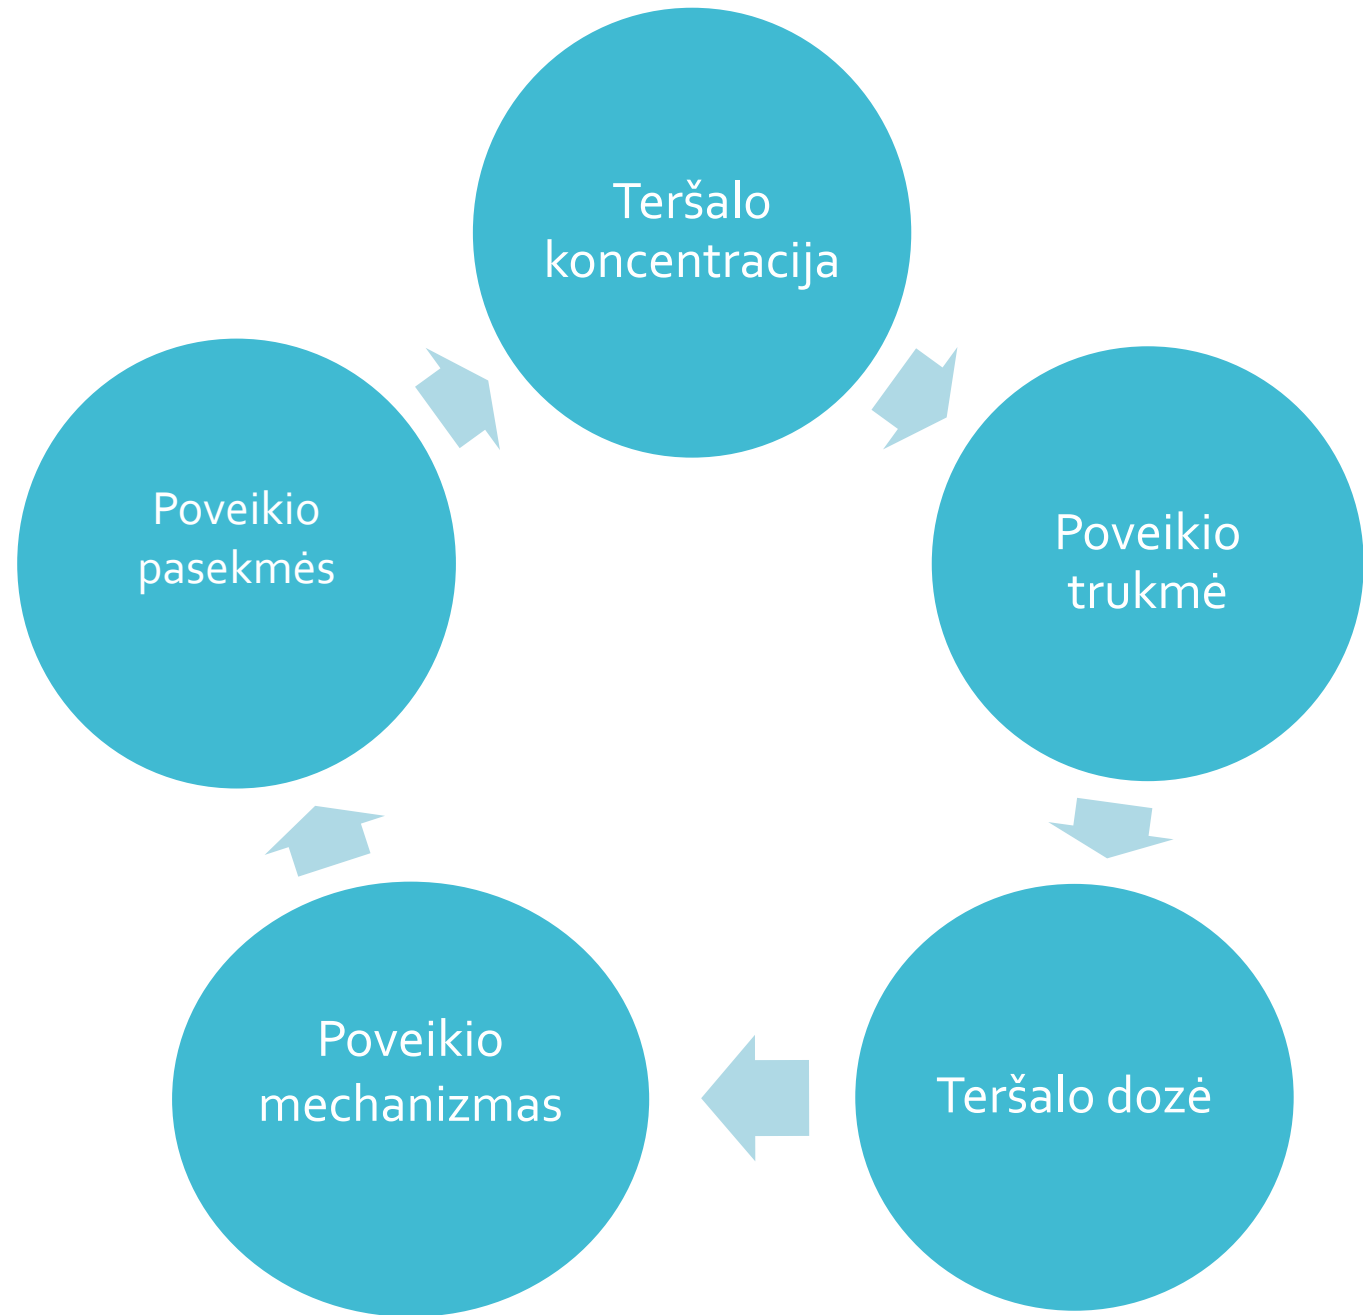 Teršalo
koncentracija
Poveikio
trukmė
Teršalo dozė
Poveikio
mechanizmas
Poveikio
pasekmės